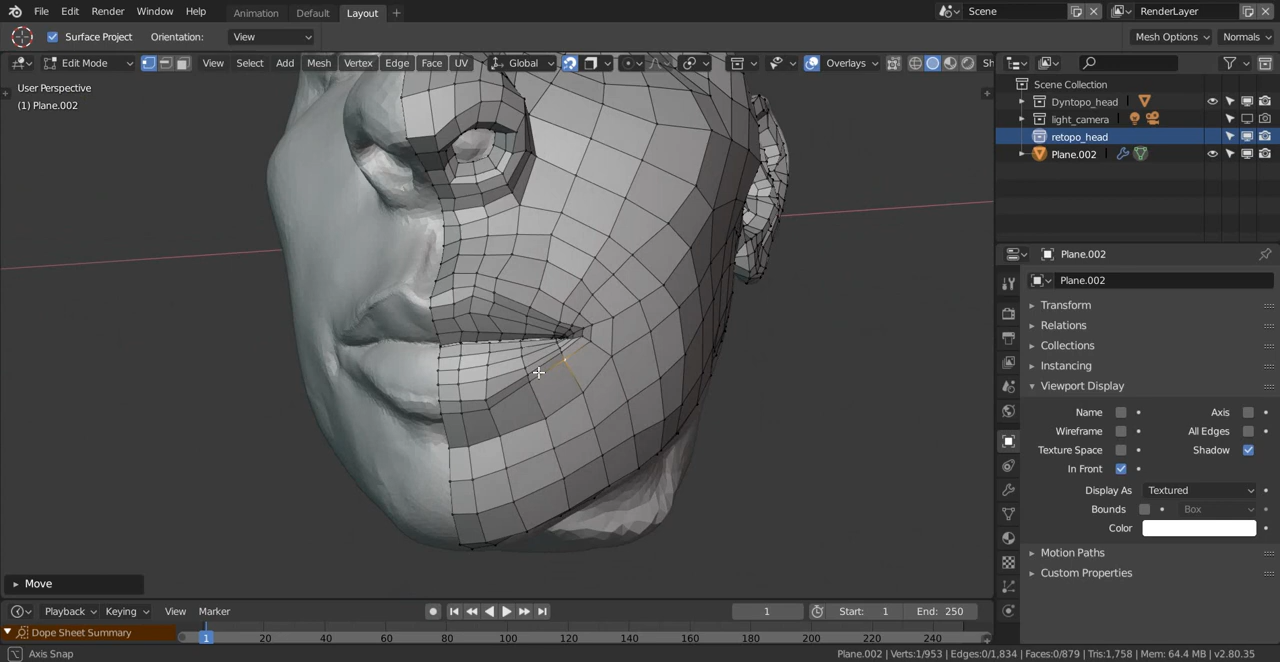 File Edit Render Window Help Animation Default Layout + Scene RenderLayer
Surface Project Orientation: View Mesh Options Normals
Edit Mode View Select Add Mesh Vertex Edge Face UV Global Overlays Sh
User Perspective
(1) Plane.002
Scene Collection
Dyntopo_head
light_camera
retopo_head
Plane.002
Plane.002
Plane.002
Transform
Relations
Collections
Instancing
Viewport Display
Name Axis
Wireframe All Edges
Texture Space Shadow
In Front
Display As Textured
Bounds Box
Color
Motion Paths
Custom Properties
Move
Playback Keying View Marker 1 Start: 1 End: 250
Dope Sheet Summary 1 20 40 60 80 100 120 140 160 180 200 220 240
Axis Snap Plane.002 | Verts:1/953 | Edges:0/1,834 | Faces:0/879 | Tris:1,758 | Mem: 64.4 MB | v2.80.35